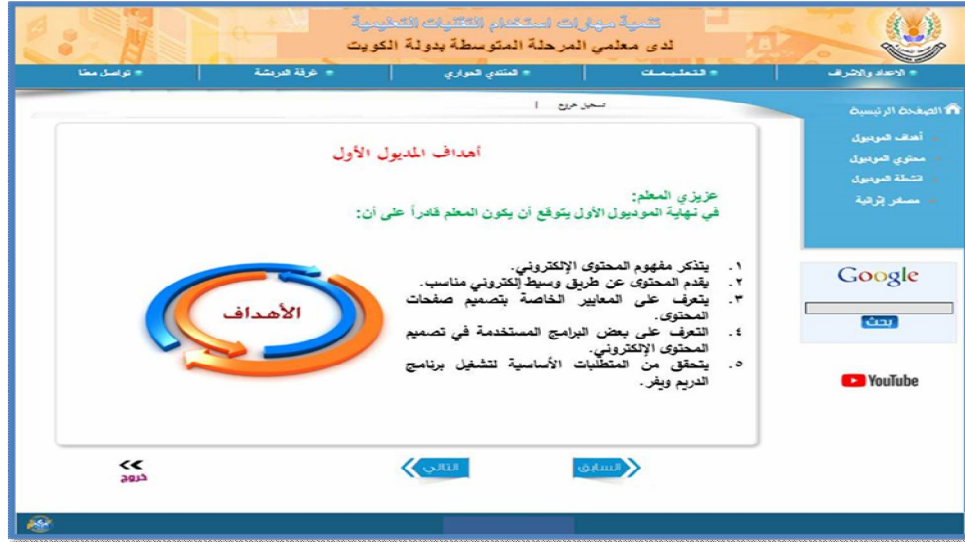 تنمية مهارات استخدام التقنيات التعليمية
لدى معلمي المرحلة المتوسطة بدولة الكويت
الاعداد والاشراف
التعليمات
المنتدي الحواري
غرفة الدردشة
تواصل معنا
الصفحة الرئيسية
أهداف الموديول
محتوي الموديول
انشطة الموديول
مصادر إثرائية
تسجيل خروج |
أهداف المديول الأول
عزيزي المعلم:
في نهاية الموديول الأول يتوقع أن يكون المعلم قادراً على أن:
١. يتذكر مفهوم المحتوى الإلكتروني.
٢. يقدم المحتوى عن طريق وسيط إلكتروني مناسب.
٣. يتعرف على المعايير الخاصة بتصميم صفحات
المحتوى.
٤. التعرف على بعض البرامج المستخدمة في تصميم
المحتوى الإلكتروني.
٥. يتحقق من المتطلبات الأساسية لتشغيل برنامج
الدريم ويفر.
الأهداف
Google
بحث
YouTube
السابق
التالي
خروج